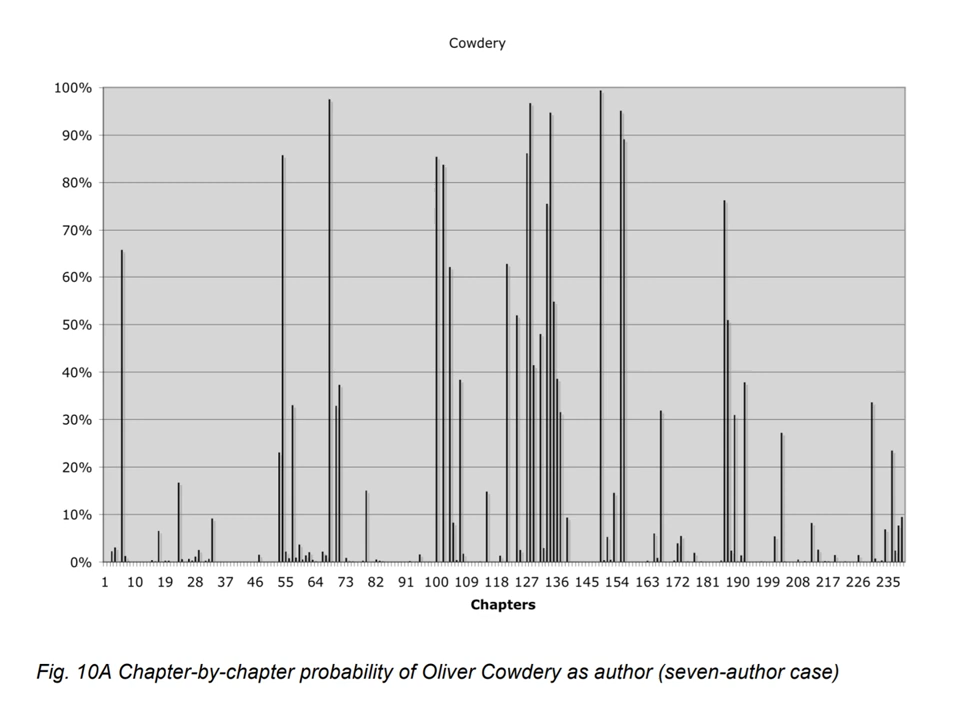 Cowdery
100%
90%
80%
70%
60%
50%
40%
30%
20%
10%
0%
1 10 19 28 37 46 55 64 73 82 91 100 109 118 127 136 145 154 163 172 181 190 199 208 217 226 235
Chapters
Fig. 10A Chapter-by-chapter probability of Oliver Cowdery as author (seven-author case)